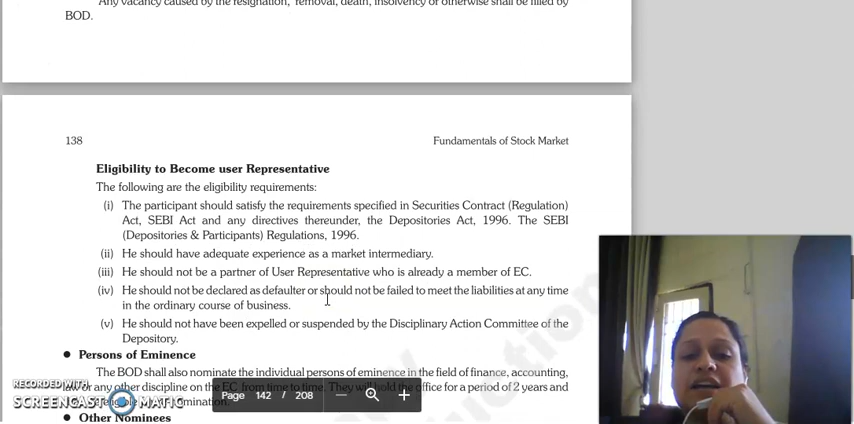 Any vacancy caused by the resignation, removal, death, insolvency or otherwise shall be filled by
BOD.
138 Fundamentals of Stock Market
Eligibility to Become user Representative
The following are the eligibility requirements:
(i) The participant should satisfy the requirements specified in Securities Contract (Regulation)
Act, SEBI Act and any directives thereunder, the Depositories Act, 1996. The SEBI
(Depositories & Participants) Regulations, 1996.
(ii) He should have adequate experience as a market intermediary.
(iii) He should not be a partner of User Representative who is already a member of EC.
(iv) He should not be declared as defaulter or should not be failed to meet the liabilities at any time
in the ordinary course of business.
(v) He should not have been expelled or suspended by the Disciplinary Action Committee of the
Depository.
● Persons of Eminence
The BOD shall also nominate the individual persons of eminence in the field of finance, accounting,
law or any other discipline on the EC from time to time. They will hold the office for a period of 2 years and
● Other Nominees
Page 142 / 208
RECORDED WITH
SCREENCAST MATIC